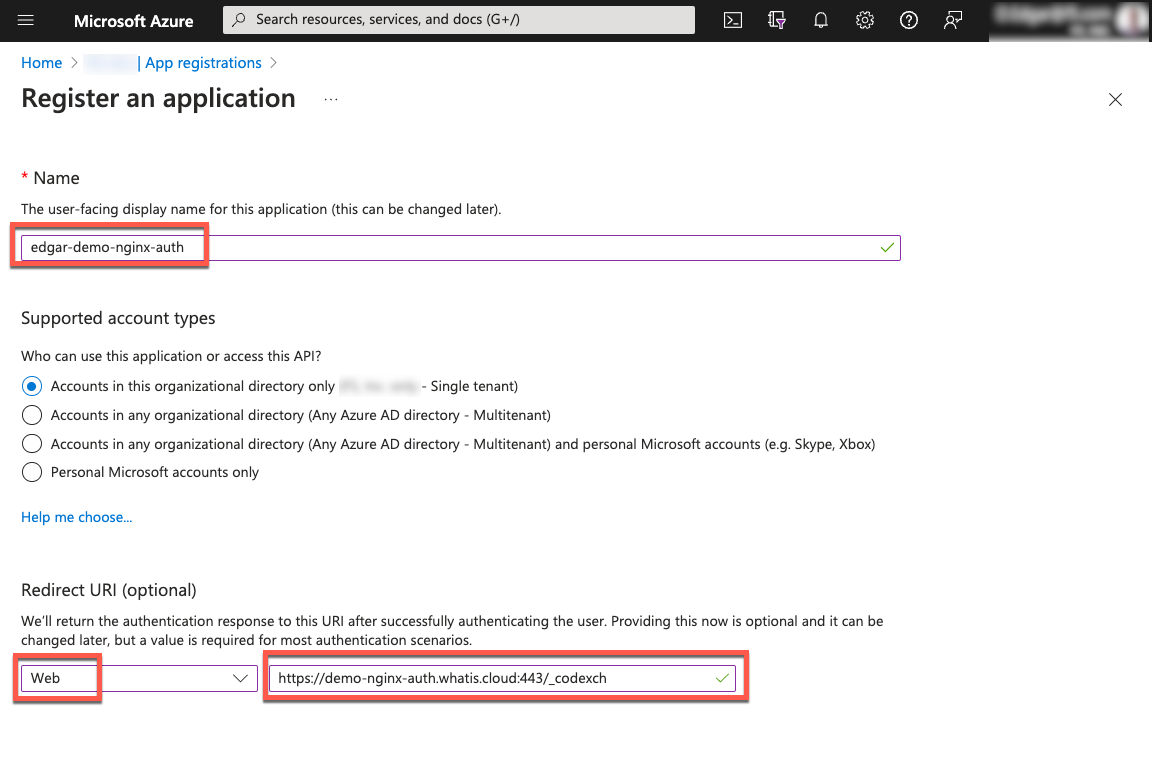 Microsoft Azure
Search resources, services, and docs (G+/)
Home > | App registrations >
Register an application ...
* Name
The user-facing display name for this application (this can be changed later).
edgar-demo-nginx-auth
Supported account types
Who can use this application or access this API?
Accounts in this organizational directory only - Single tenant)
Accounts in any organizational directory (Any Azure AD directory - Multitenant)
Accounts in any organizational directory (Any Azure AD directory - Multitenant) and personal Microsoft accounts (e.g. Skype, Xbox)
Personal Microsoft accounts only
Help me choose...
Redirect URI (optional)
We'll return the authentication response to this URI after successfully authenticating the user. Providing this now is optional and it can be
changed later, but a value is required for most authentication scenarios.
Web https://demo-nginx-auth.whatis.cloud:443/_codexch